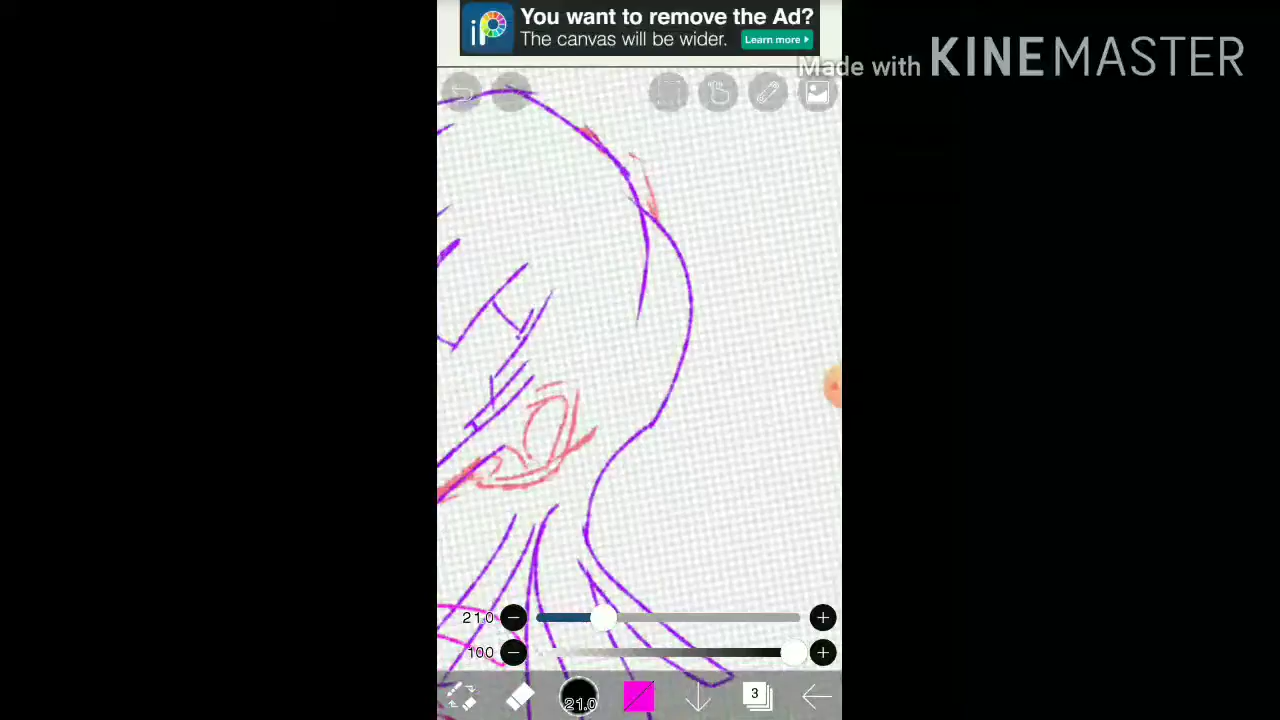 iP
You want to remove the Ad?
The canvas will be wider.
Learn more
Made with KINEMASTER
21.0
100
21.0
3